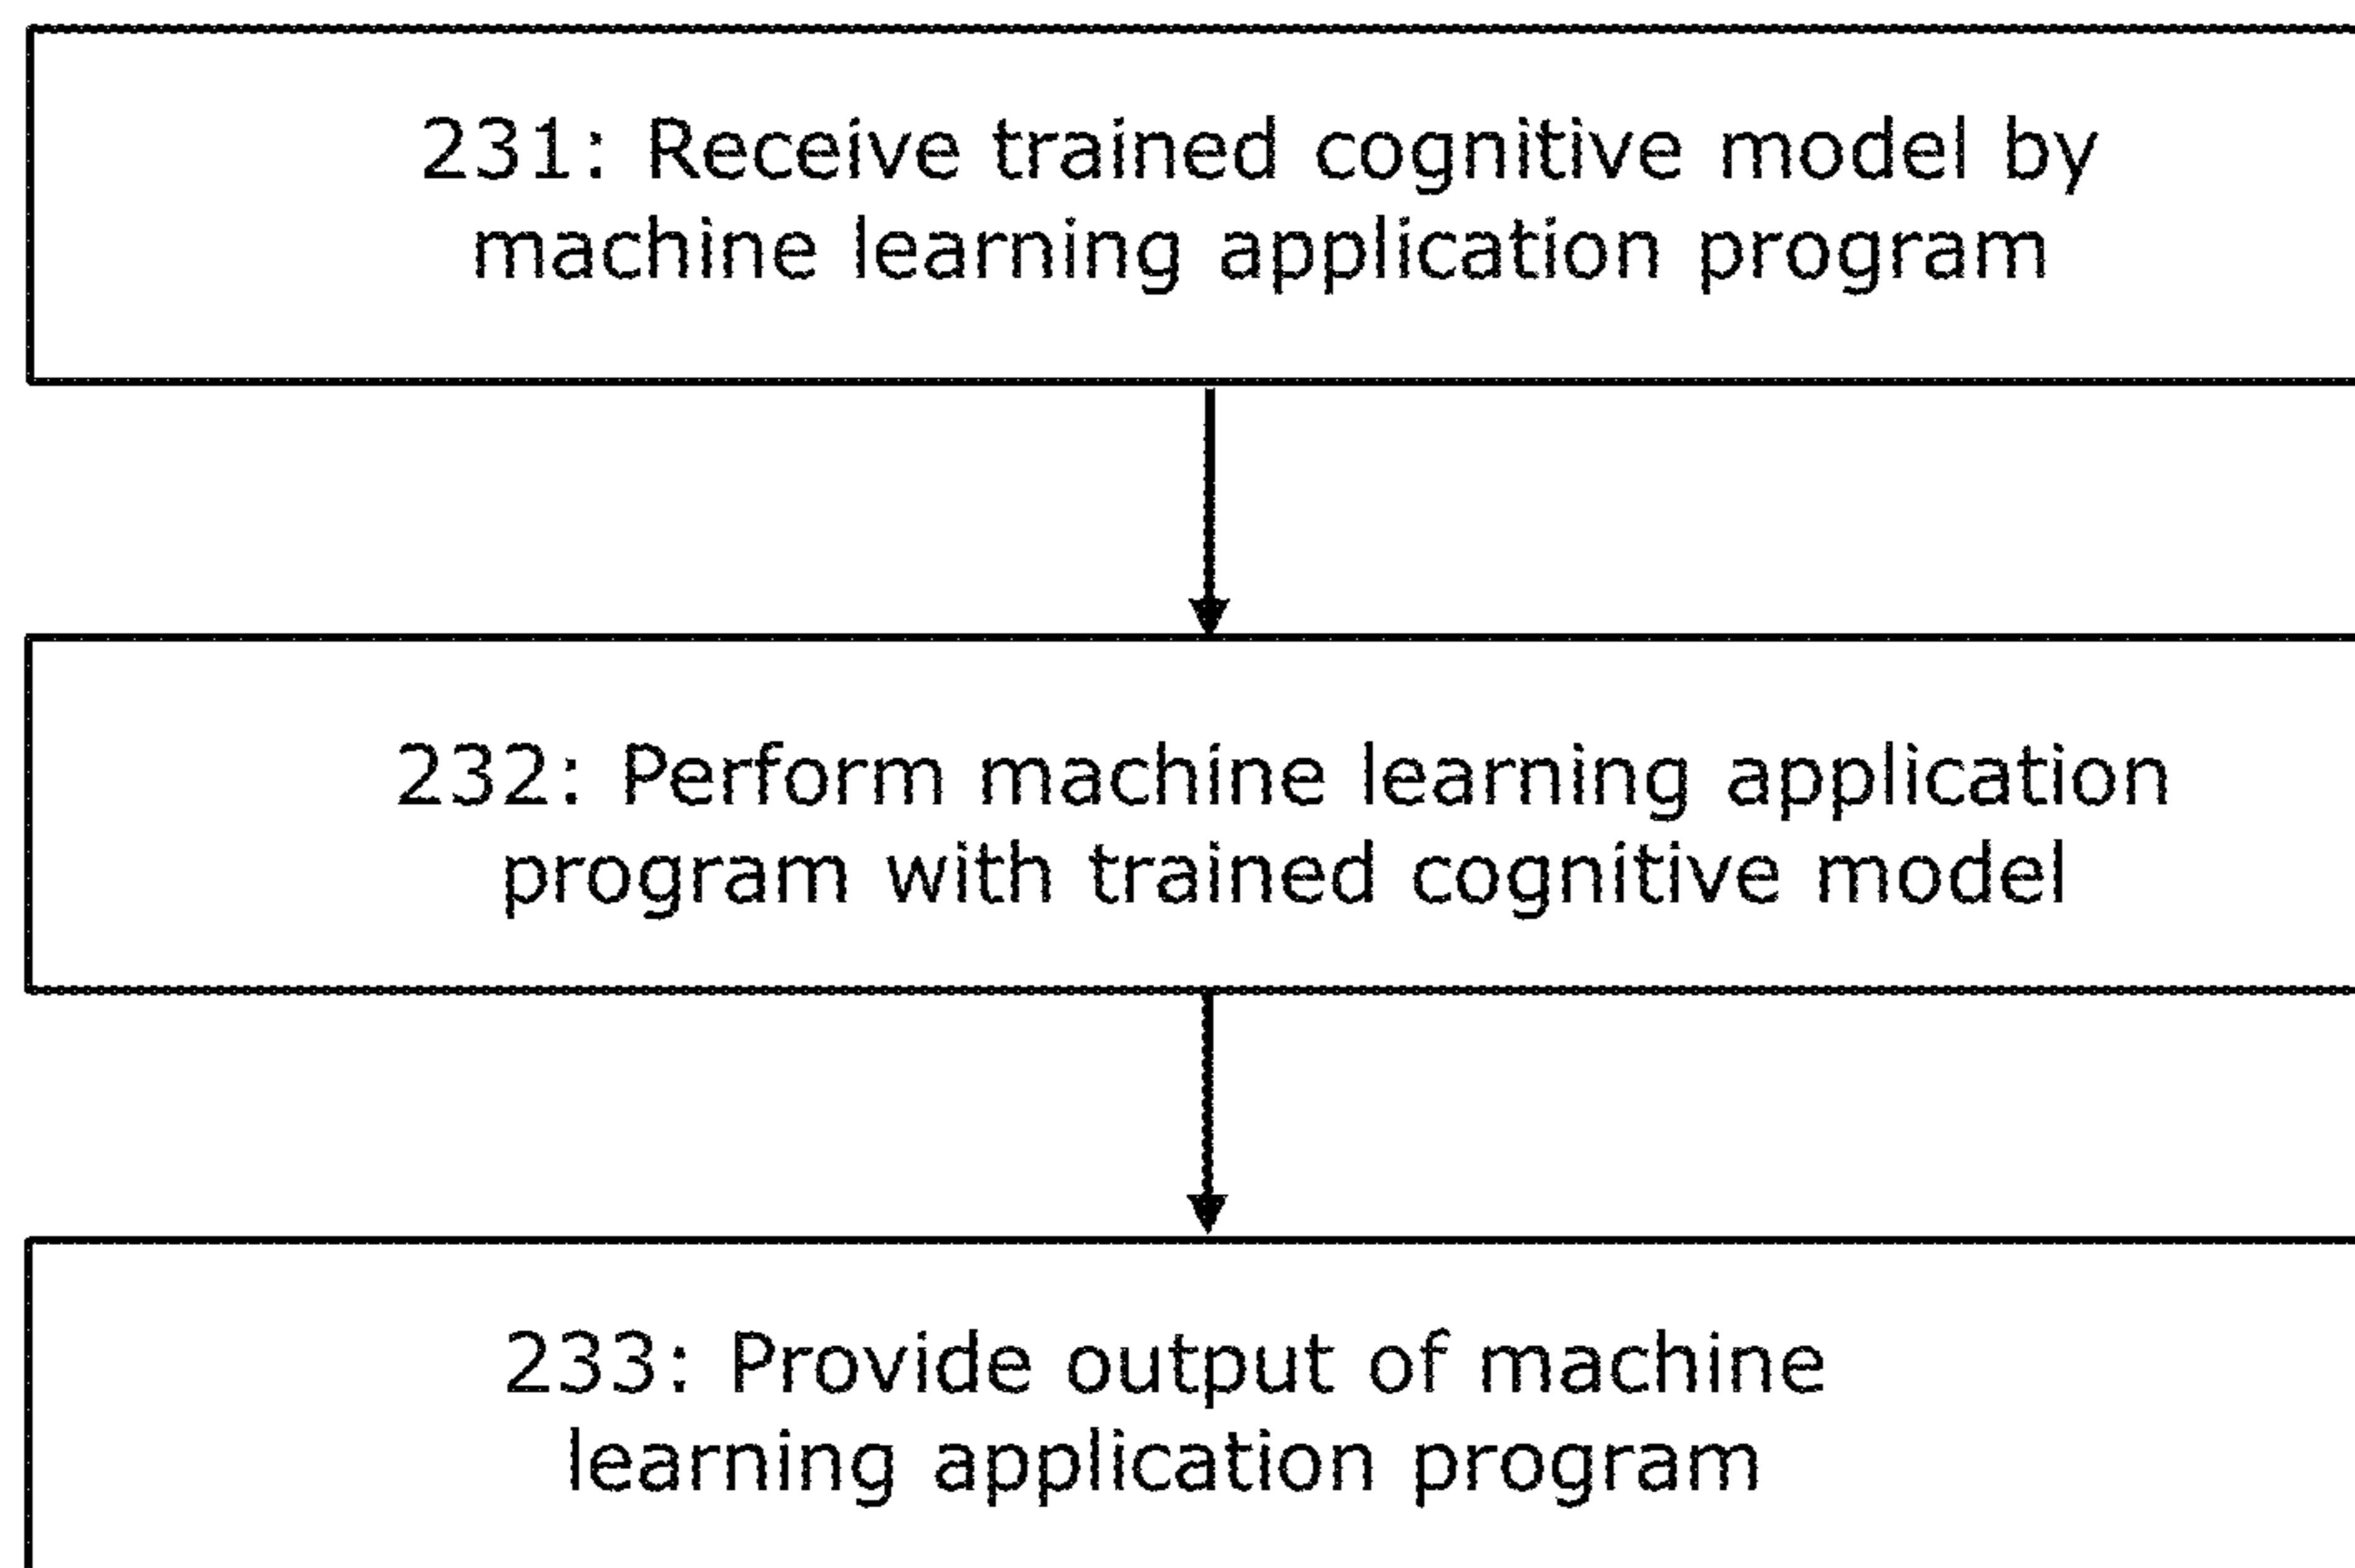 231: Receive trained cognitive model by
machine learning application program
232: Perform machine learning application
program with trained cognitive model
233: Provide output of machine
learning application program